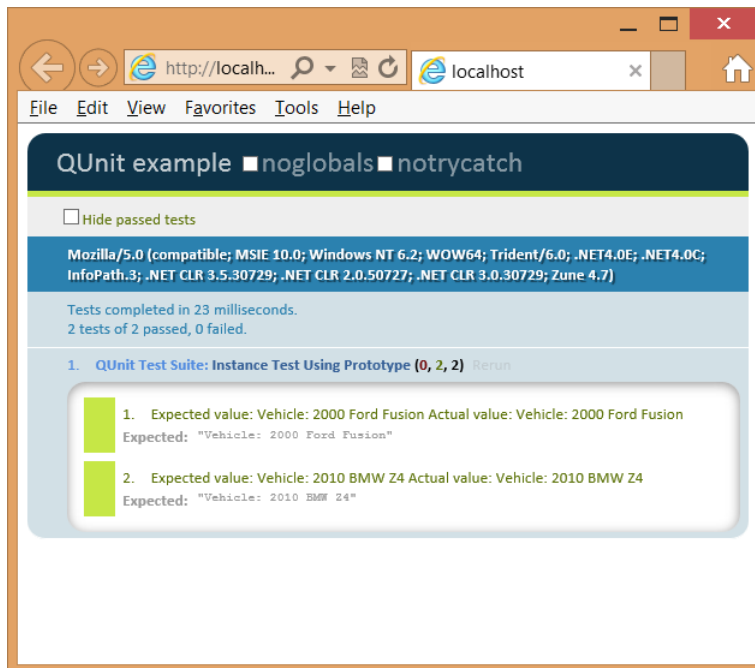 http://localh...
localhost
File Edit View Favorites Tools Help
QUnit example noglobals notrycatch
Hide passed tests
Mozilla/5.0 (compatible; MSIE 10.0; Windows NT 6.2; WOW64; Trident/6.0; .NET4.0E; .NET4.0C;
InfoPath.3; .NET CLR 3.5.30729; .NET CLR 2.0.50727; .NET CLR 3.0.30729; Zune 4.7)
Tests completed in 23 milliseconds.
2 tests of 2 passed, 0 failed.
1. QUnit Test Suite: Instance Test Using Prototype (0, 2, 2) Rerun
1. Expected value: Vehicle: 2000 Ford Fusion Actual value: Vehicle: 2000 Ford Fusion
Expected: "Vehicle: 2000 Ford Fusion"
2. Expected value: Vehicle: 2010 BMW Z4 Actual value: Vehicle: 2010 BMW Z4
Expected: "Vehicle: 2010 BMW Z4"